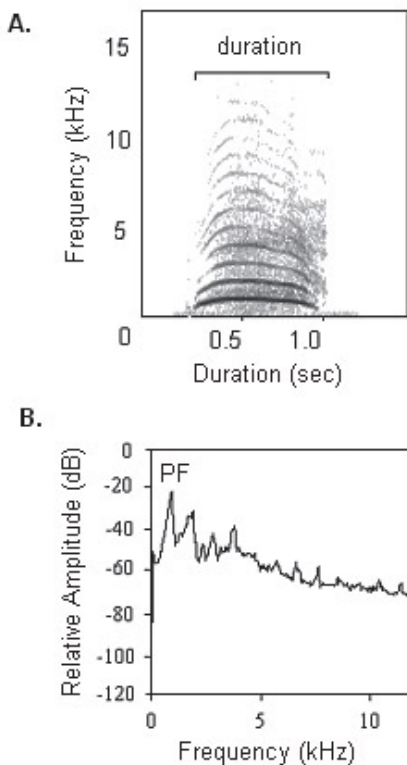 A.
duration
15
10
5
0
Frequency (kHz)
0.5 1.0
Duration (sec)
B.
0
-20
-40
-60
-80
-100
-120
Relative Amplitude (dB)
PF
0 5 10
Frequency (kHz)